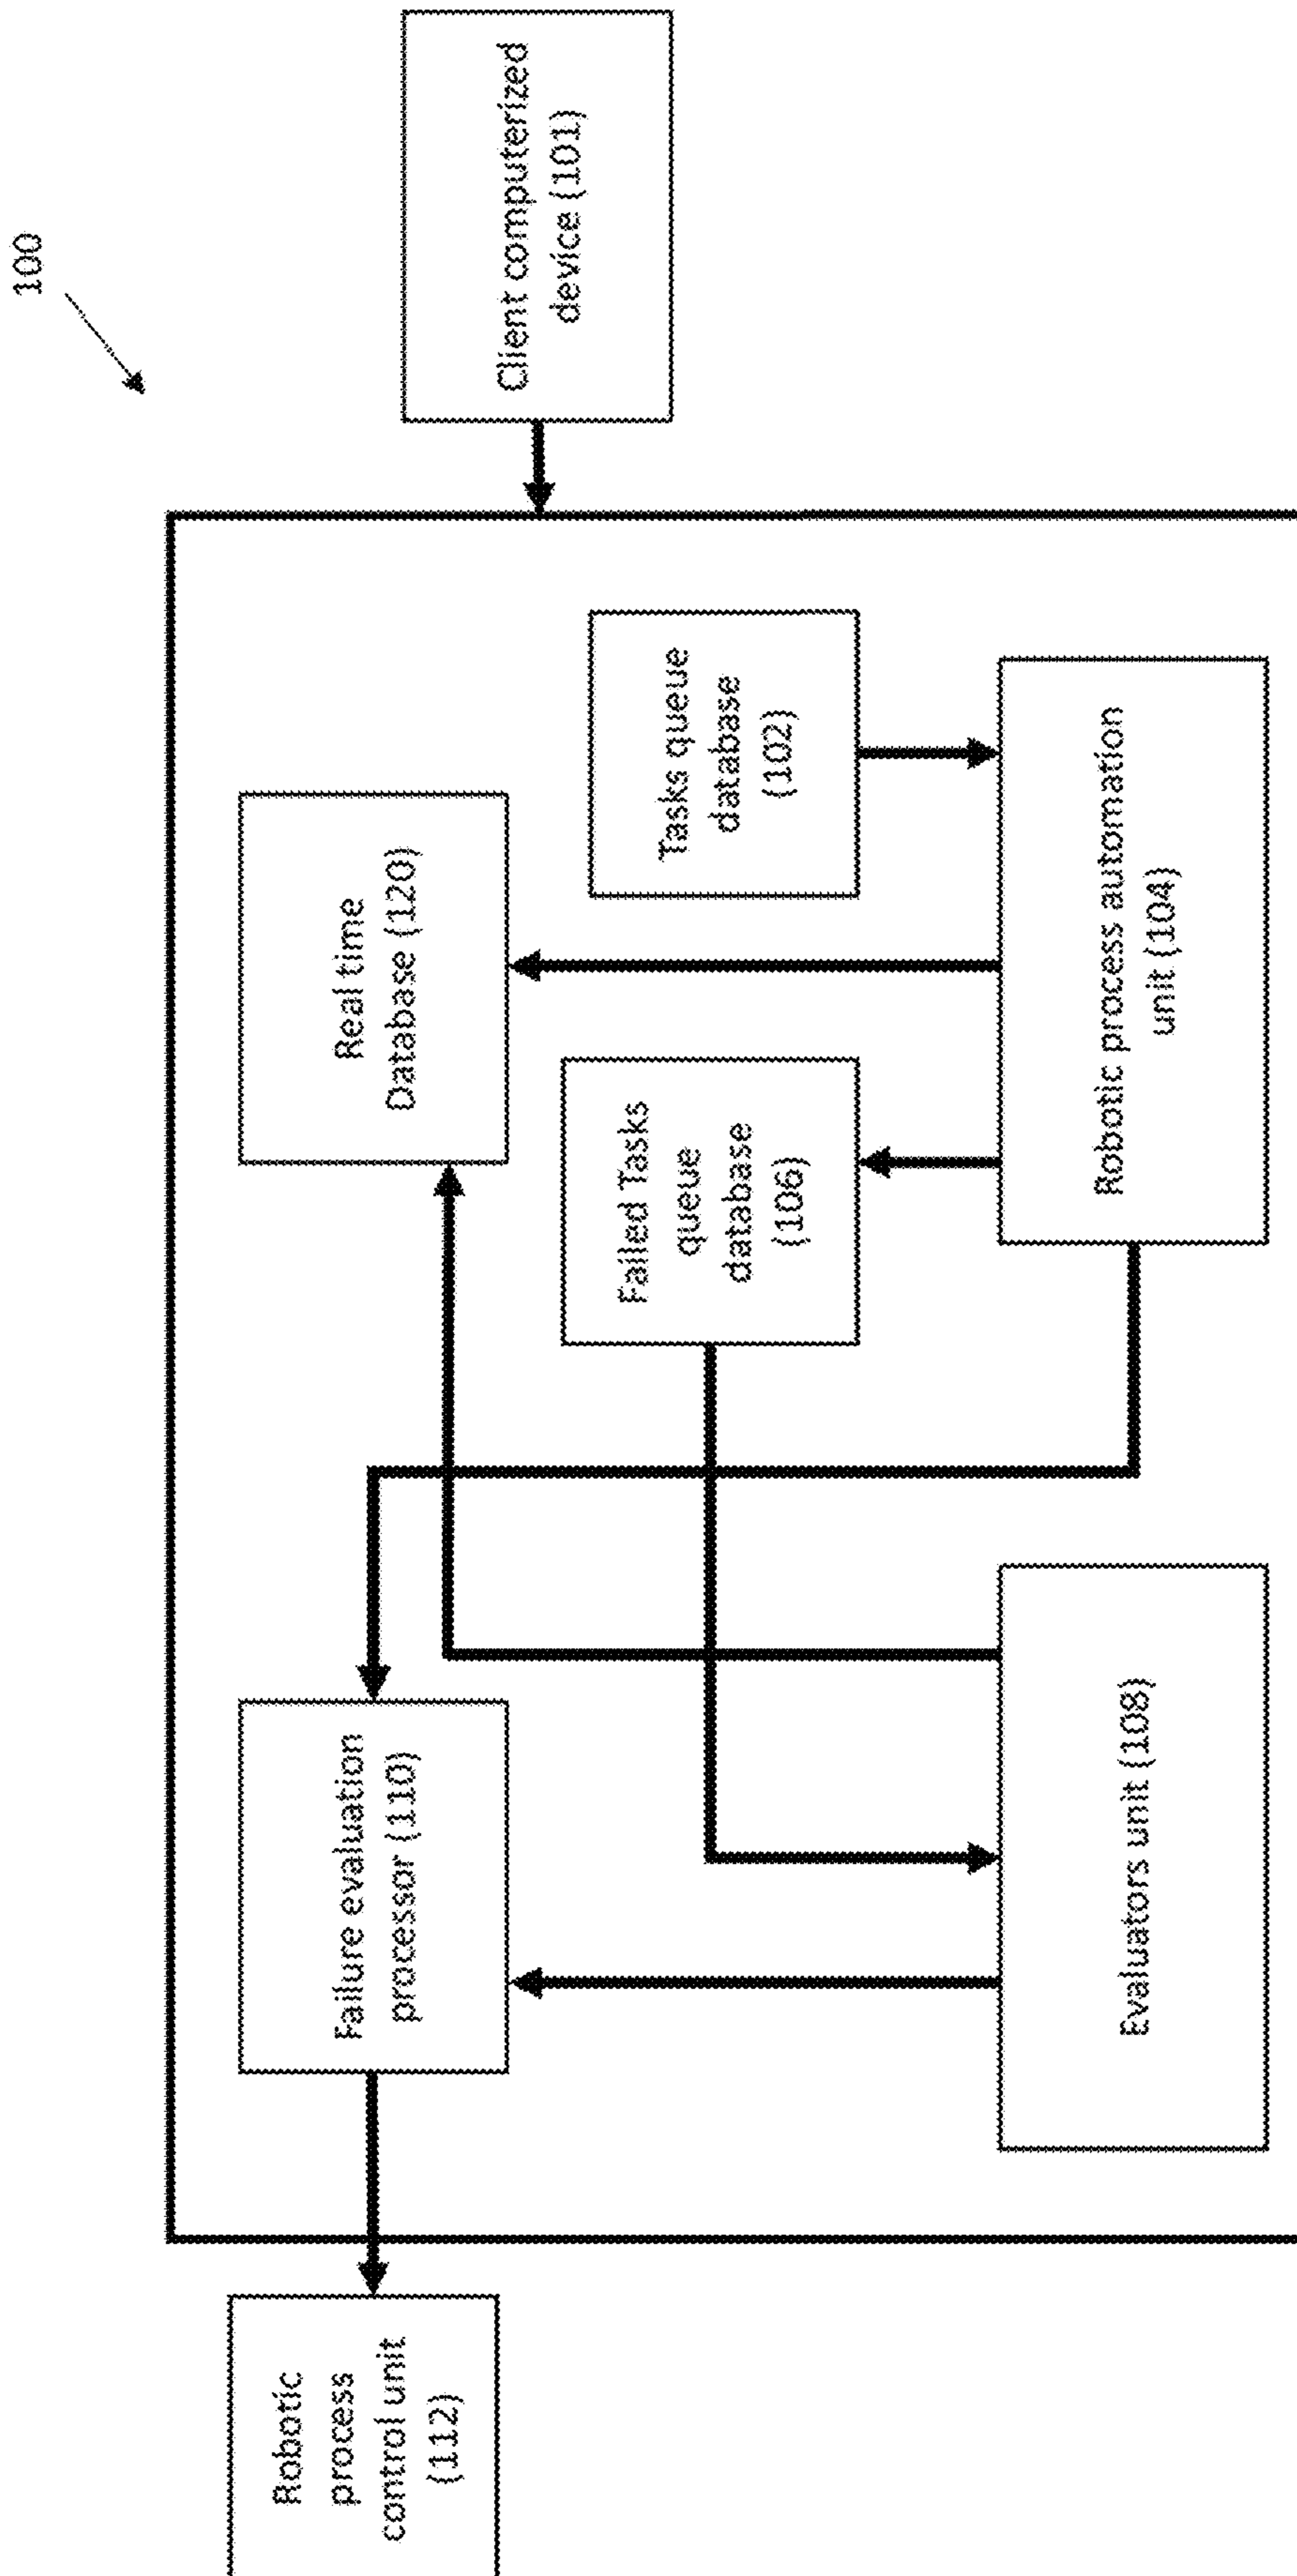 100
Robotic
process
control unit
(112)
Failure evaluation
processor (110)
Real time
Database (120)
Client computerized
device (101)
Failed Tasks
queue
database
(106)
Tasks queue
database
(102)
Evaluators unit (108)
Robotic process automation
unit (104)